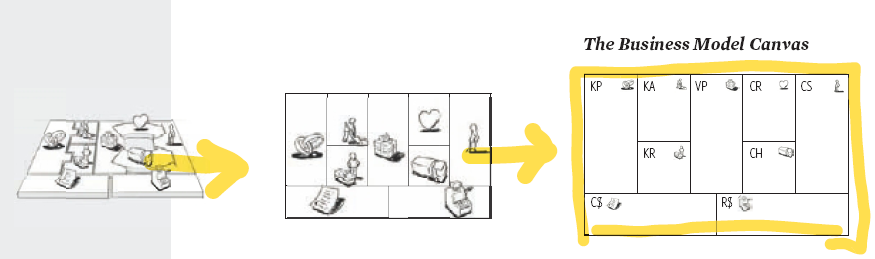 The Business Model Canvas
KP KA VP CR CS
KR CH
C$ R$